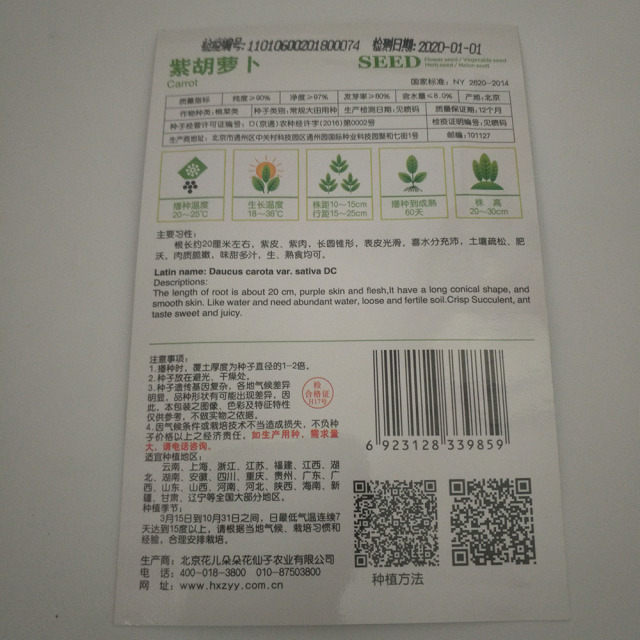 检疫编号:11010600201800074 检测日期:2020-01-01
紫胡萝卜
Carrot
SEED
Flower seed / Vegetable seed
Herb seed / Melon seed
国家标准：NY 2620-2014
质量指标 纯度≥90% 净度≥97% 发芽率≥80% 含水量≤8.0% 产地:北京
作物种类:根菜类 种子类别:常规大田用种 生产检测日期:见喷码 质量保证期:12个月
种子经营许可证编号：D(京通)农种经许字(2016)第0002号 检疫证明编号:见喷码
生产商地址：北京市通州区中关村科技园区通州园国际种业科技园聚和七街1号 邮编：101127
播种温度
20～25℃
生长温度
18～38℃
株距10～15cm
行距15～25cm
播种到成熟
60天
株 高
20～30cm
主要习性：
根长约20厘米左右，紫皮、紫肉，长圆锥形，表皮光滑，喜水分充沛，土壤疏松、肥
沃，肉质脆嫩，味甜多汁，生、熟食均可。
Latin name: Daucus carota var. sativa DC
Descriptions:
The length of root is about 20 cm, purple skin and flesh,It have a long conical shape, and
smooth skin. Like water and need abundant water, loose and fertile soil.Crisp Succulent, ant
taste sweet and juicy.
注意事项：
1.播种时，覆土厚度为种子直径的1-2倍。
2.种子放在避光、干燥处。
3.种子遗传基因复杂，各地气候差异
明显，品种形状有可能出现差异，因
此，本包装之图像、色彩及特征特性
仅供参考，不做实物之依据。
4.因气候条件或栽培技术不当造成损失，不负种
子价格以上之经济责任，如生产用种，需求量
大，请电话咨询。
检
合格证
H17号
适宜种植地区：
云南、上海、浙江、江苏、福建、江西、湖
北、湖南、安徽、四川、重庆、贵州、广东、广
西、山东、山西、河南、河北、陕西、海南、新
疆、甘肃、辽宁等全国大部分地区。
种植季节：
3月15日到10月31日之间，日最低气温连续7
天达到15度以上，请根据当地气候、栽培习惯和
经验，合理安排栽培。
生产商：北京花儿朵朵花仙子农业有限公司
电 话：400-018-3800 010-87503800
网 址：www.hxzyy.com.cn
6 923128 339859
种植方法